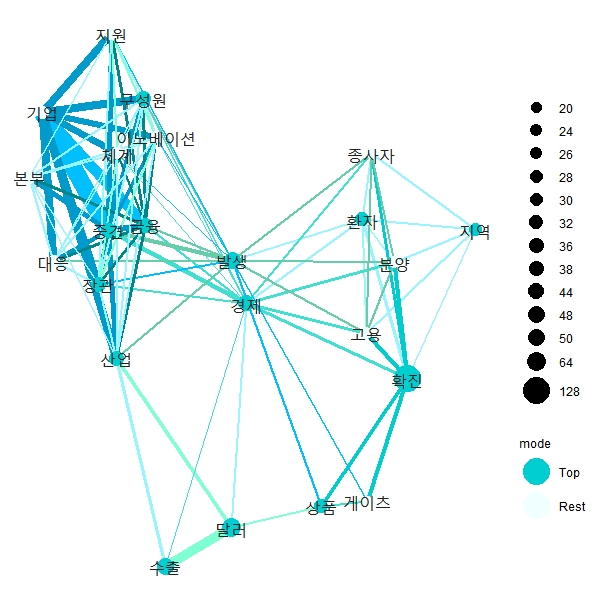 지원
구성원
기업
이노베이션
체계
본부
중견
금융
대응
장관
산업
발생
경제
종사자
환자
지역
분양
고용
확진
상품
게이츠
달러
수출
20
24
26
28
30
32
36
38
44
48
50
64
128
mode
Top
Rest